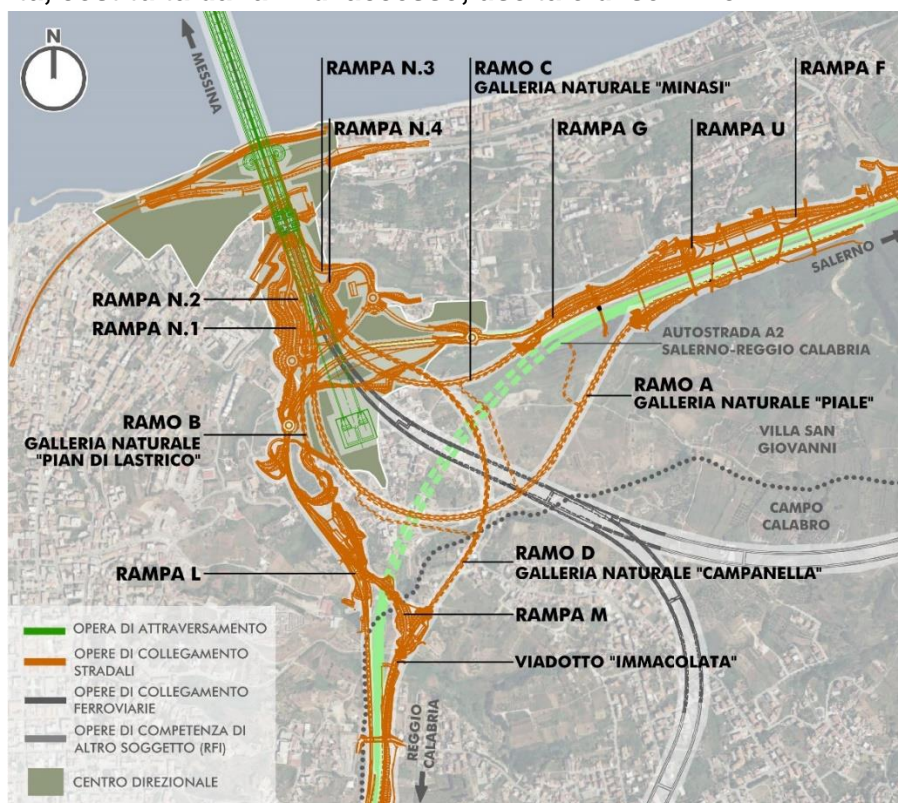 N
MESSINA
RAMPA N.3
RAMPA N.4
RAMO C
GALLERIA NATURALE "MINASI"
RAMPA G
RAMPA U
RAMPA F
SALERNO
RAMPA N.2
RAMPA N.1
AUTOSTRADA A2
SALERNO-REGGIO CALABRIA
RAMO A
GALLERIA NATURALE "PIALE"
RAMO B
GALLERIA NATURALE
"PIAN DI LASTRICO"
VILLA SAN
GIOVANNI
CAMPO
CALABRO
RAMPA L
RAMO D
GALLERIA NATURALE "CAMPANELLA"
RAMPA M
VIADOTTO "IMMACOLATA"
REGGIO
CALABRIA
OPERA DI ATTRAVERSAMENTO
OPERE DI COLLEGAMENTO
STRADALI
OPERE DI COLLEGAMENTO
FERROVIARIE
OPERE DI COMPETENZA DI
ALTRO SOGGETTO (RFI)
CENTRO DIREZIONALE